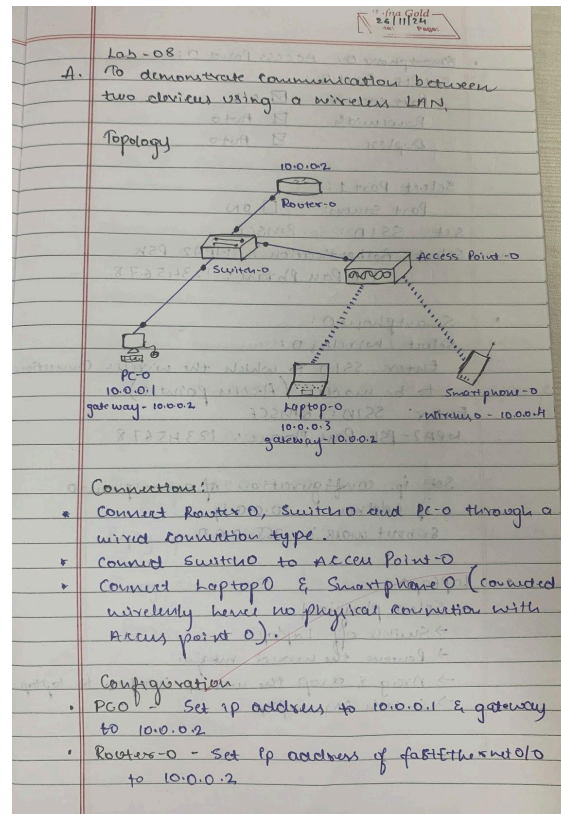 26/11/24
Page:
Lab-08:
A. To demonstrate communication between
two devices using a wireless LAN.
Topology
10.0.0.2
Router-0
Access Point-0
Switch-0
PC-0
10.0.0.1
gateway-10.0.0.2
Laptop-0
10.0.0.3
gateway-10.0.0.2
Smartphone-0
wireless0 - 10.0.0.4
Connections:
* Connect Router0, Switch0 and PC-0 through a
wired connection type.
* Connect Switch0 to Access Point-0
* Connect Laptop0 & Smartphone0 (connected
wirelessly hence no physical connection with
Access point 0).
Configuration
• PC0 - Set ip address to 10.0.0.1 & gateway
to 10.0.0.2
• Router-0 - Set ip address of fastEthernet0/0
to 10.0.0.2